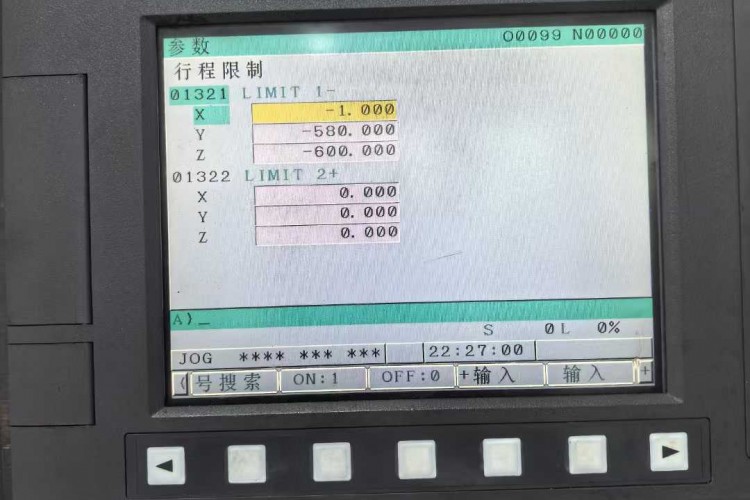 参数 O0099 N00000
行程限制
01321 LIMIT 1-
X -1.000
Y -580.000
Z -600.000
01322 LIMIT 2+
X 0.000
Y 0.000
Z 0.000
A)_
S 0 L 0%
JOG **** *** *** 22:27:00
(号搜索 ON:1 OFF:0 +输入 输入 +